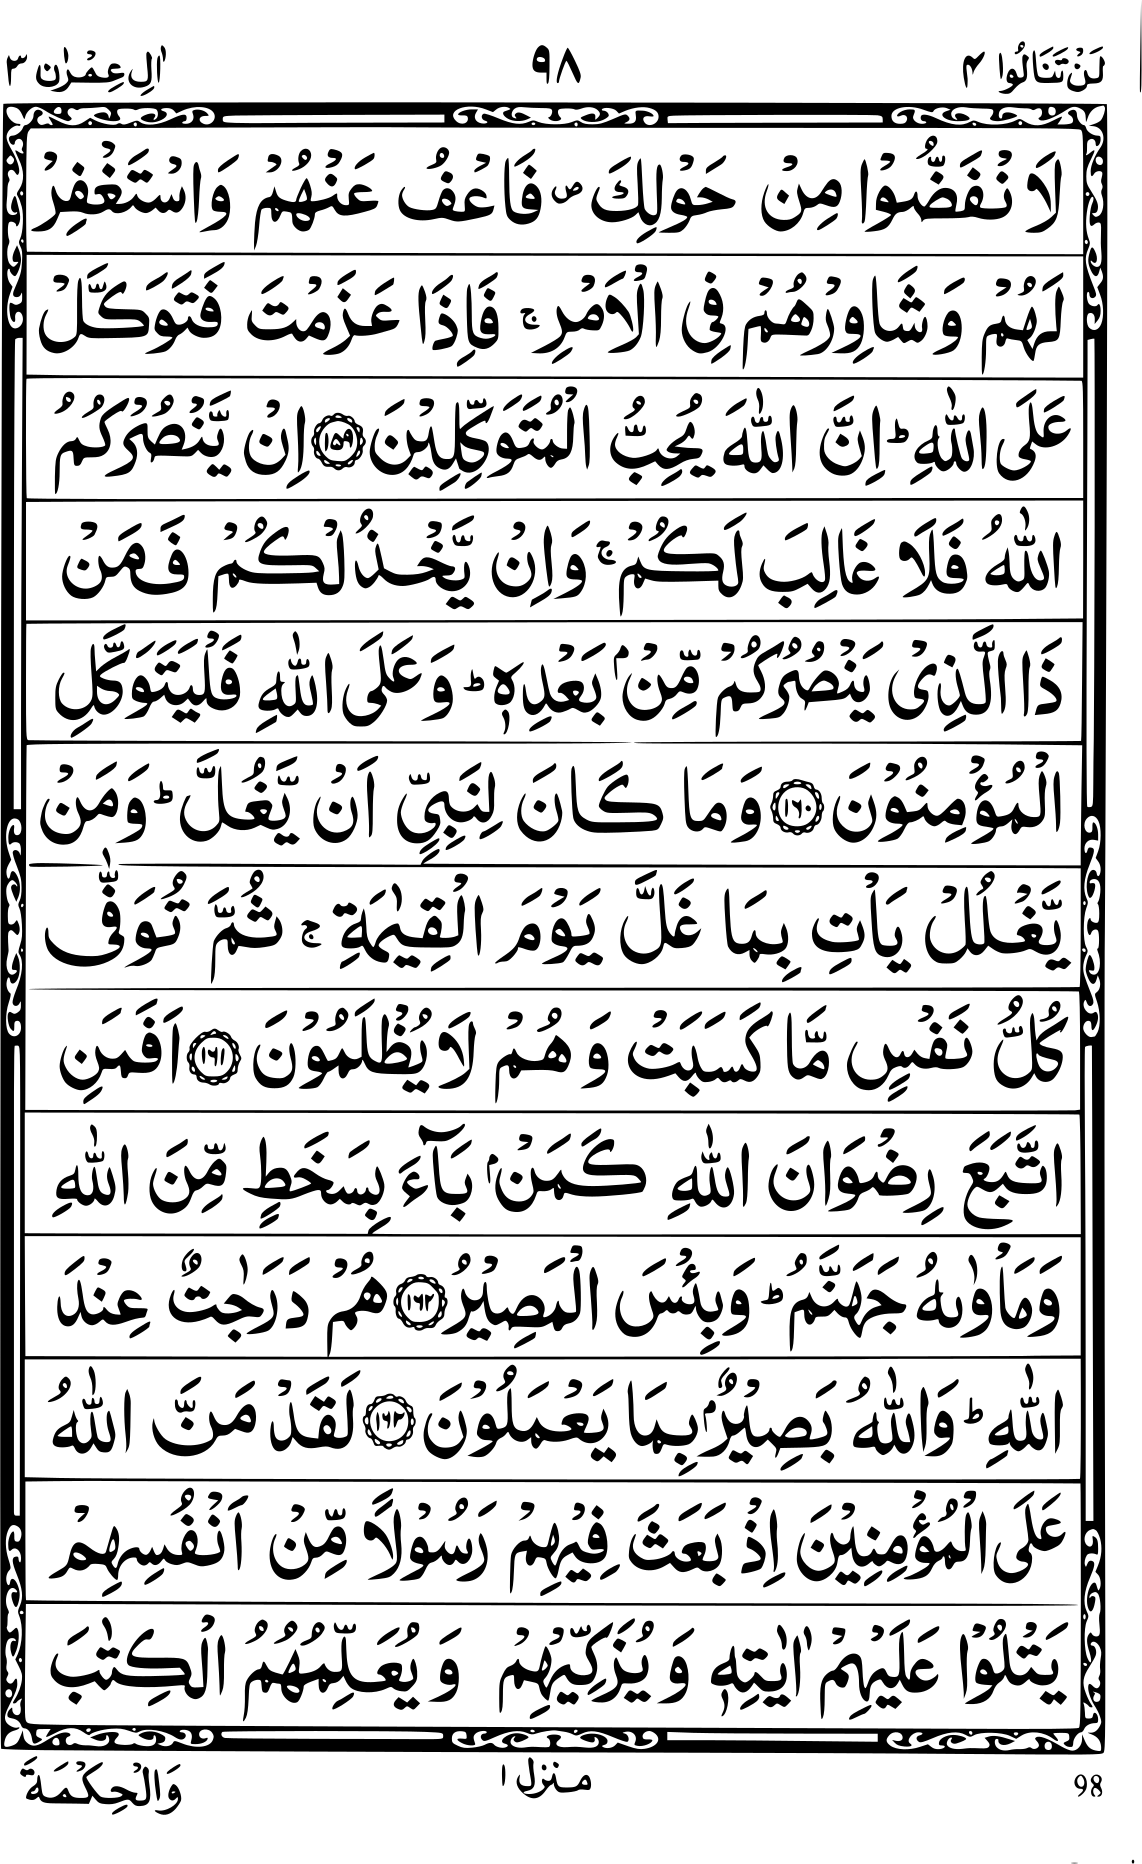 لَنْ تَنَالُوا ۴ ۹۸ اٰلِ عِمْرٰن ۳
لَا نْفَضُّوْا مِنْ حَوْلِكَ ۪ فَاعْفُ عَنْهُمْ وَاسْتَغْفِرْ
لَهُمْ وَشَاوِرْهُمْ فِی الْاَمْرِ ۚ فَاِذَا عَزَمْتَ فَتَوَكَّلْ
عَلَی اللّٰهِ ؕ اِنَّ اللّٰهَ یُحِبُّ الْمُتَوَكِّلِیْنَ ﴿۱۵۹﴾ اِنْ یَّنْصُرْكُمُ
اللّٰهُ فَلَا غَالِبَ لَكُمْ ۚ وَاِنْ یَّخْذُلْكُمْ فَمَنْ
ذَا الَّذِیْ یَنْصُرُكُمْ مِّنْۢ بَعْدِهٖ ؕ وَعَلَی اللّٰهِ فَلْیَتَوَكَّلِ
الْمُؤْمِنُوْنَ ﴿۱۶۰﴾ وَمَا كَانَ لِنَبِیٍّ اَنْ یَّغُلَّ ؕ وَمَنْ
یَّغْلُلْ یَاْتِ بِمَا غَلَّ یَوْمَ الْقِیٰمَةِ ۚ ثُمَّ تُوَفّٰی
كُلُّ نَفْسٍ مَّا كَسَبَتْ وَهُمْ لَا یُظْلَمُوْنَ ﴿۱۶۱﴾ اَفَمَنِ
اتَّبَعَ رِضْوَانَ اللّٰهِ كَمَنْۢ بَآءَ بِسَخَطٍ مِّنَ اللّٰهِ
وَمَاْوٰىهُ جَهَنَّمُ ؕ وَبِئْسَ الْمَصِیْرُ ﴿۱۶۲﴾ هُمْ دَرَجٰتٌ عِنْدَ
اللّٰهِ ؕ وَاللّٰهُ بَصِیْرٌۢ بِمَا یَعْمَلُوْنَ ﴿۱۶۳﴾ لَقَدْ مَنَّ اللّٰهُ
عَلَی الْمُؤْمِنِیْنَ اِذْ بَعَثَ فِیْهِمْ رَسُوْلًا مِّنْ اَنْفُسِهِمْ
یَتْلُوْا عَلَیْهِمْ اٰیٰتِهٖ وَیُزَكِّیْهِمْ وَیُعَلِّمُهُمُ الْكِتٰبَ
98 منزل ۱ وَالْحِكْمَةَ